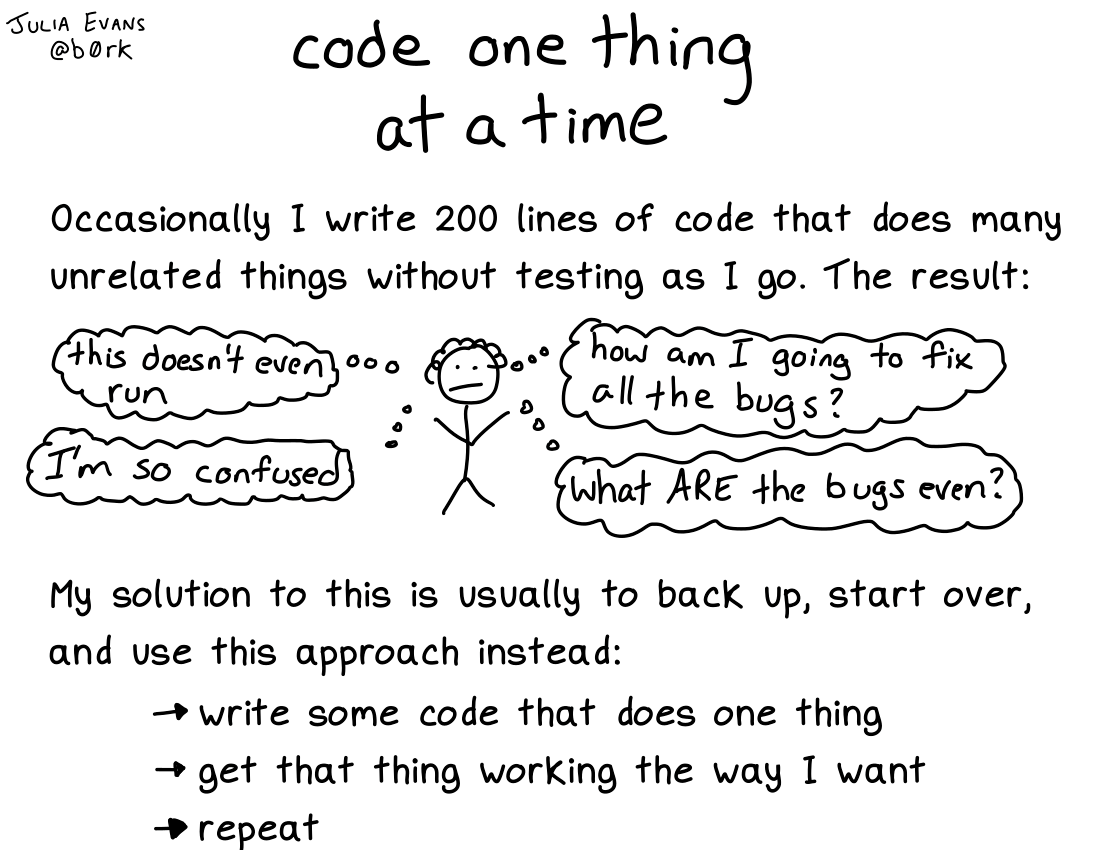 JULIA EVANS
@b0rk
code one thing
at a time
Occasionally I write 200 lines of code that does many
unrelated things without testing as I go. The result:
this doesn't even
run
I'm so confused
how am I going to fix
all the bugs?
What ARE the bugs even?
My solution to this is usually to back up, start over,
and use this approach instead:
→ write some code that does one thing
→ get that thing working the way I want
→ repeat